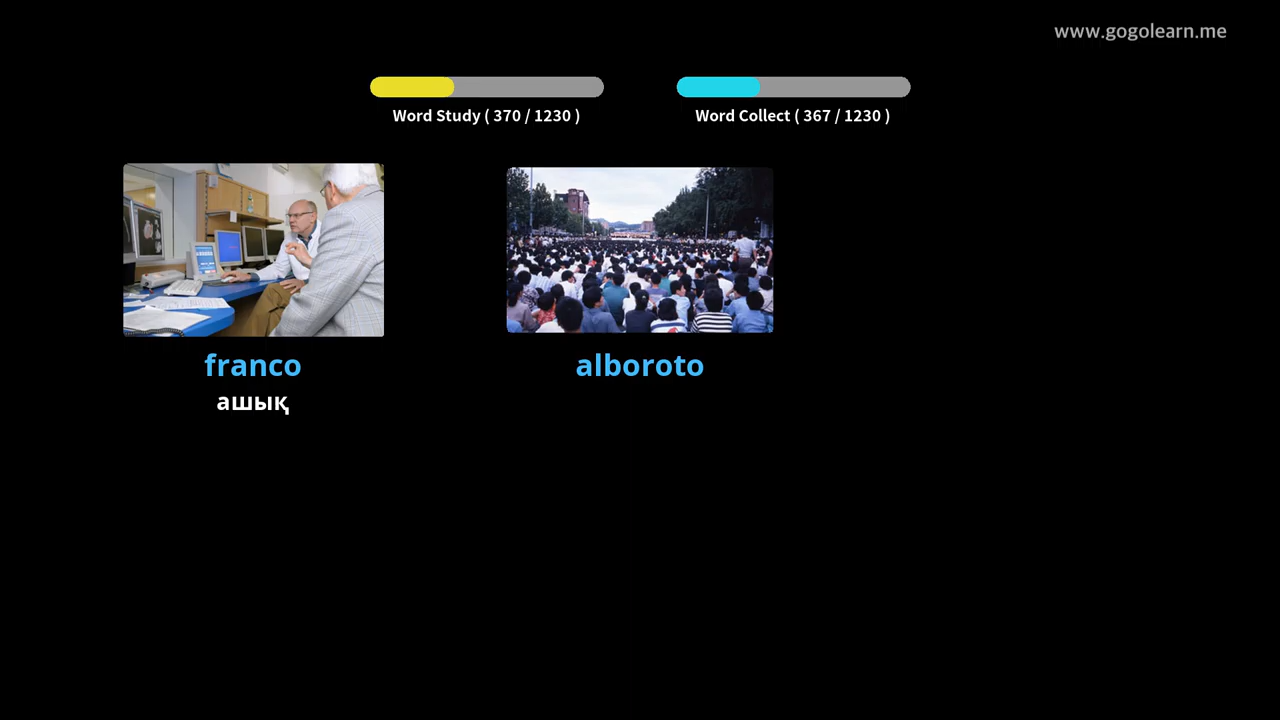 www.gogolearn.me
Word Study ( 370 / 1230 )
Word Collect ( 367 / 1230 )
franco
ашық
alboroto